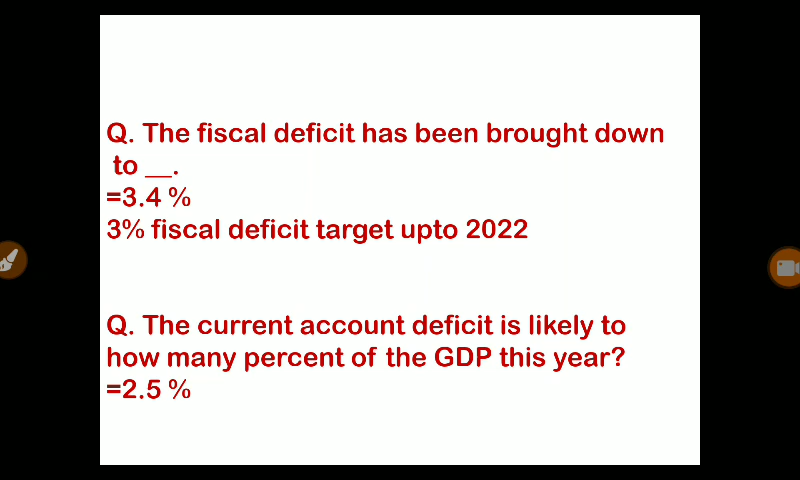 Q. The fiscal deficit has been brought down
to __.
=3.4 %
3% fiscal deficit target upto 2022
Q. The current account deficit is likely to
how many percent of the GDP this year?
=2.5 %